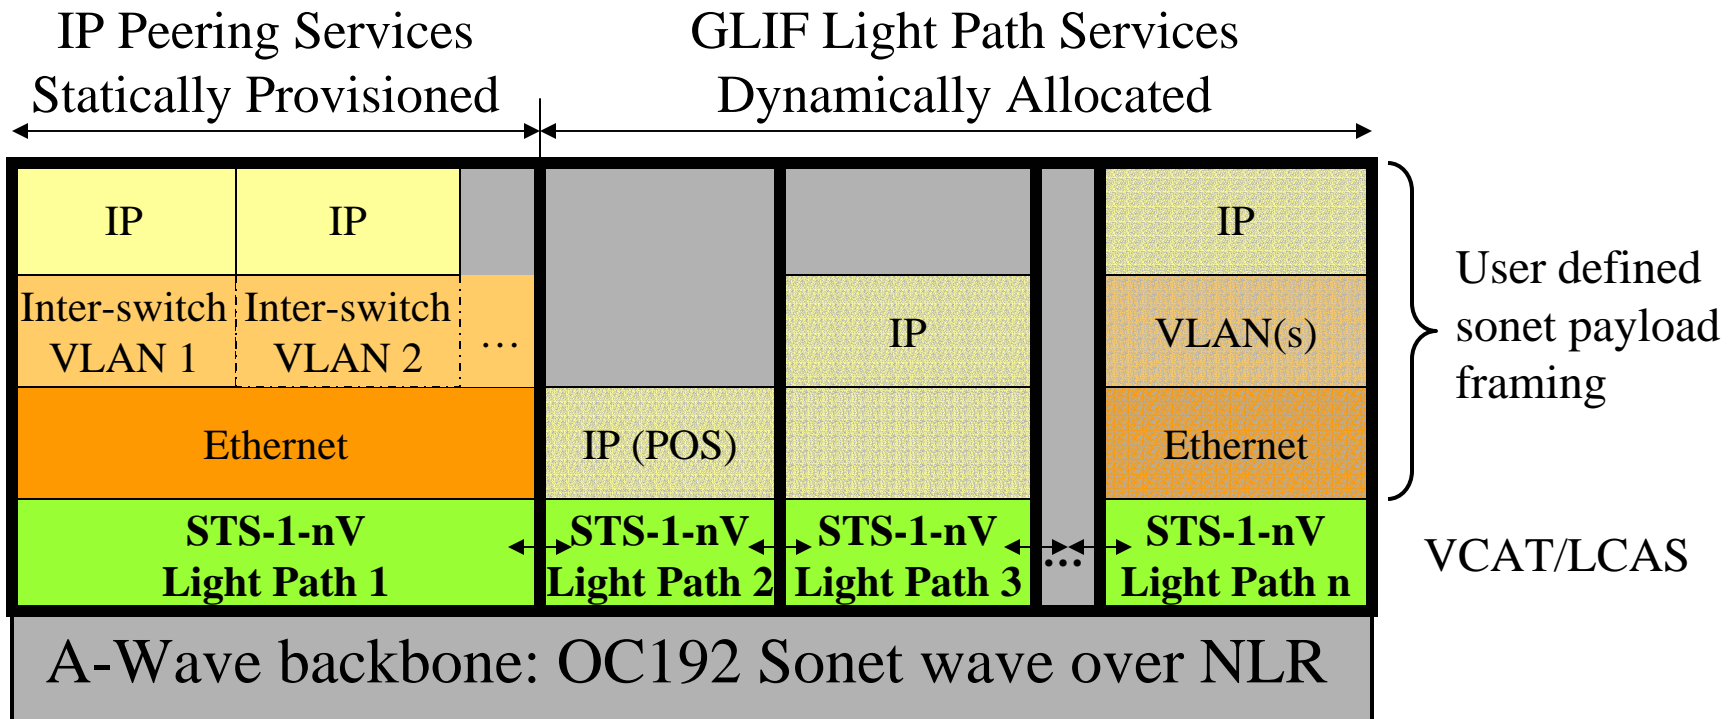 IP Peering Services
Statically Provisioned
GLIF Light Path Services
Dynamically Allocated
IP
IP
IP
Inter-switch
VLAN 1
Inter-switch
VLAN 2
...
IP
VLAN(s)
User defined
sonet payload
framing
Ethernet
IP (POS)
Ethernet
STS-1-nV
Light Path 1
STS-1-nV
Light Path 2
STS-1-nV
Light Path 3
...
STS-1-nV
Light Path n
VCAT/LCAS
A-Wave backbone: OC192 Sonet wave over NLR